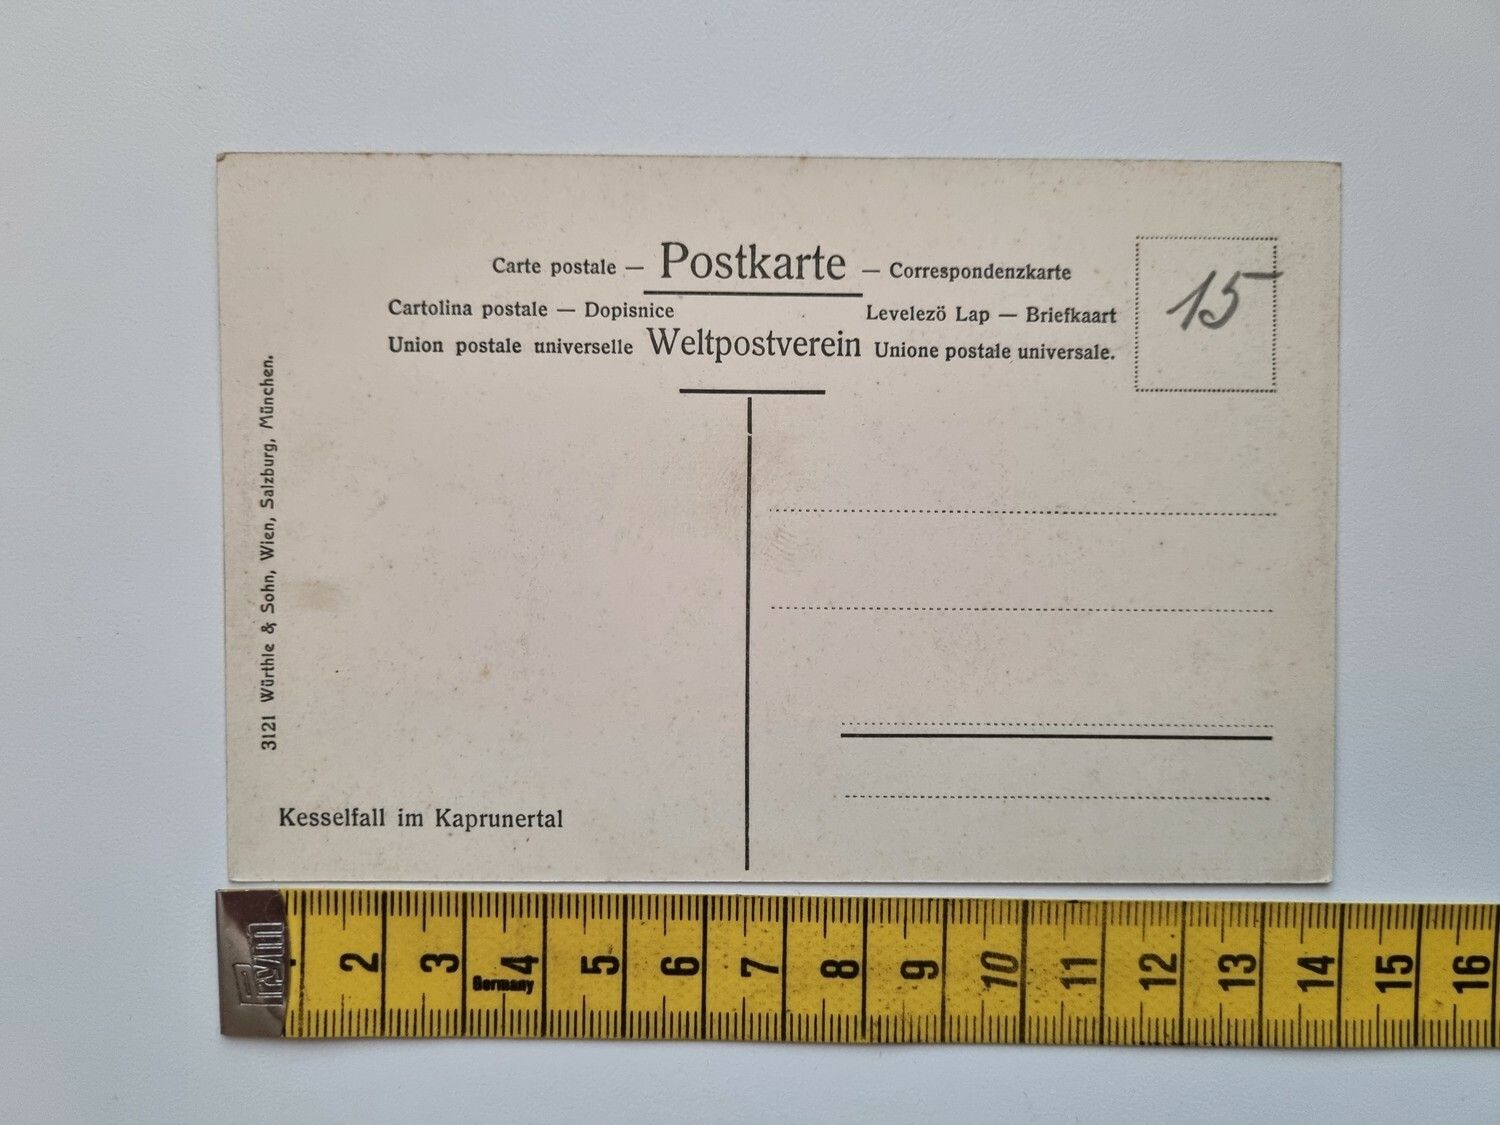 Carte postale — Postkarte — Correspondenzkarte
Cartolina postale — Dopisnice Levelezö Lap — Briefkaart
Union postale universelle Weltpostverein Unione postale universale.
15
3121 Würthle & Sohn, Wien, Salzburg, München.
Kesselfall im Kaprunertal
Prym
Germany
2 3 4 5 6 7 8 9 10 11 12 13 14 15 16